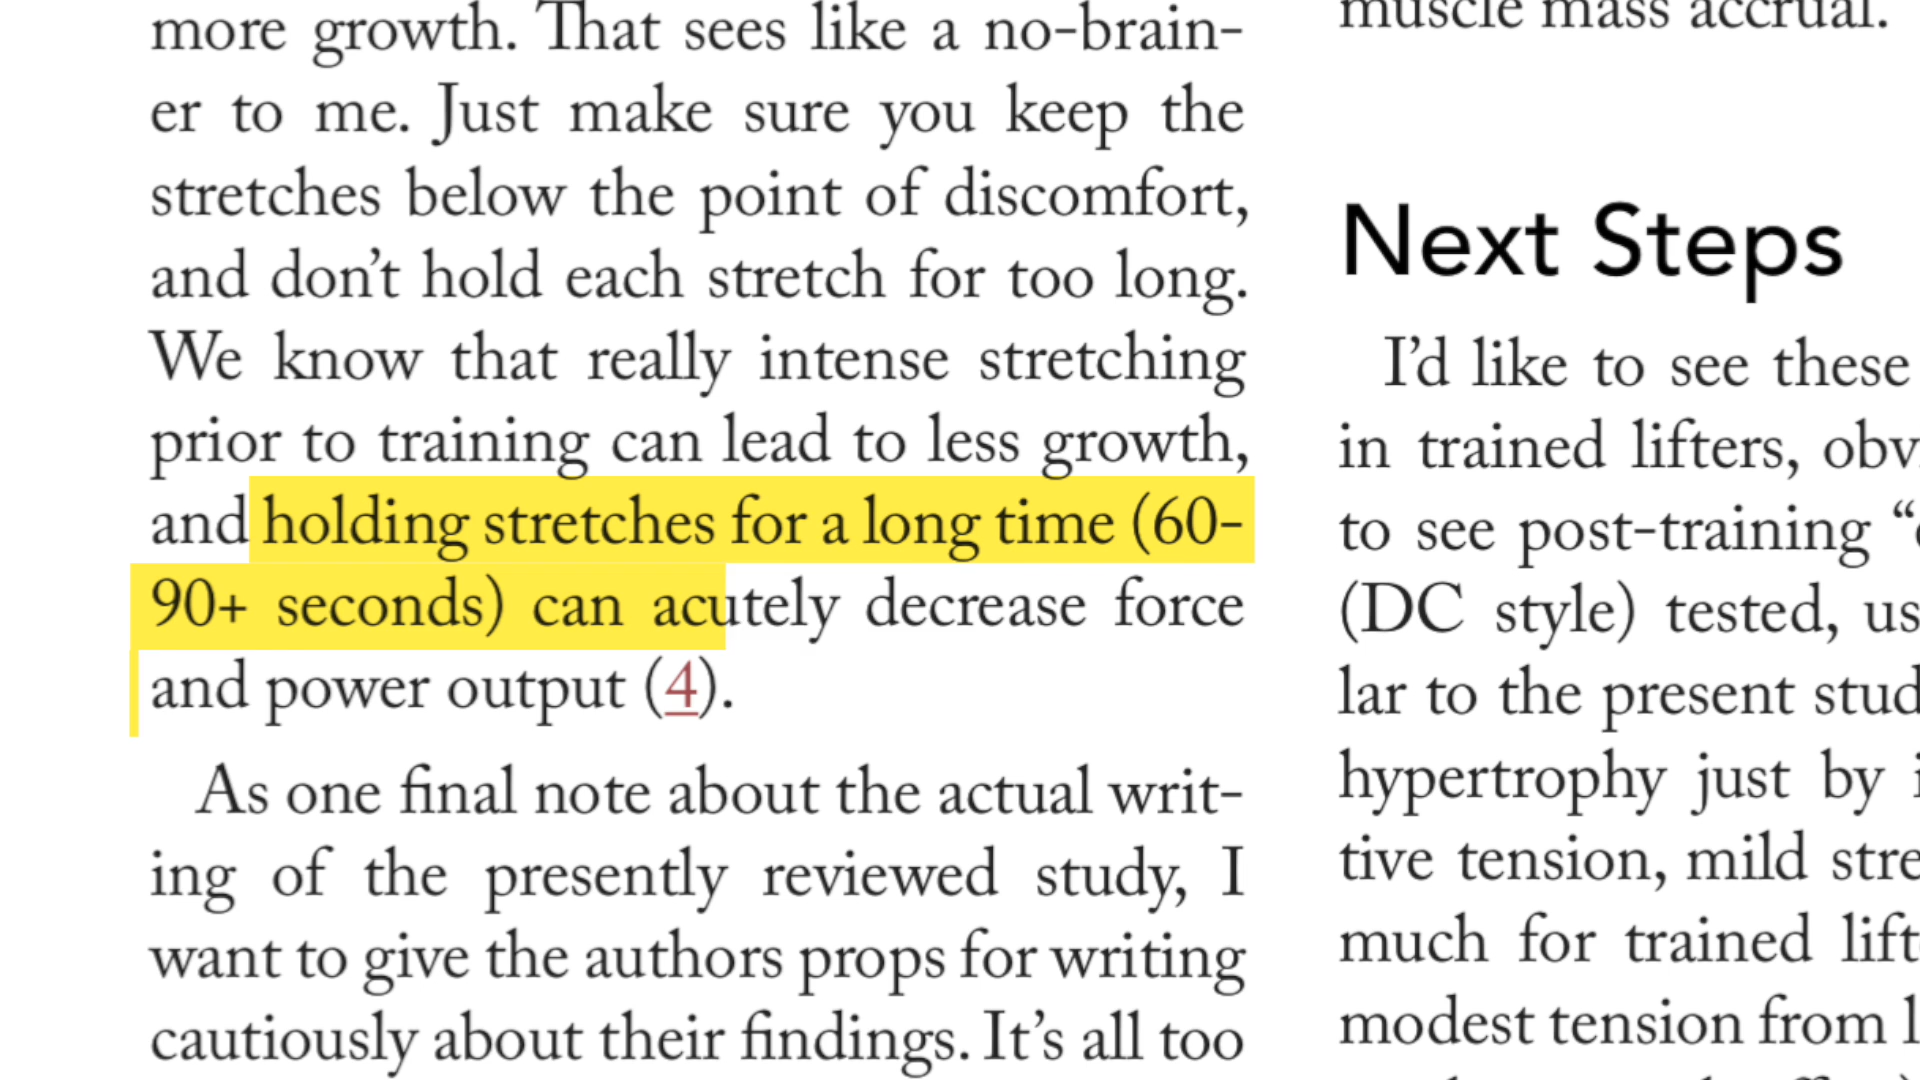 more growth. That sees like a no-brain-
er to me. Just make sure you keep the
stretches below the point of discomfort,
and don't hold each stretch for too long.
We know that really intense stretching
prior to training can lead to less growth,
and holding stretches for a long time (60-
90+ seconds) can acutely decrease force
and power output (4).
As one final note about the actual writ-
ing of the presently reviewed study, I
want to give the authors props for writing
cautiously about their findings. It's all too
muscle mass accrual.
Next Steps
I'd like to see these
in trained lifters,
to see post-training
(DC style) tested,
lar to the present
hypertrophy just by
tive tension, mild
much for trained
modest tension from